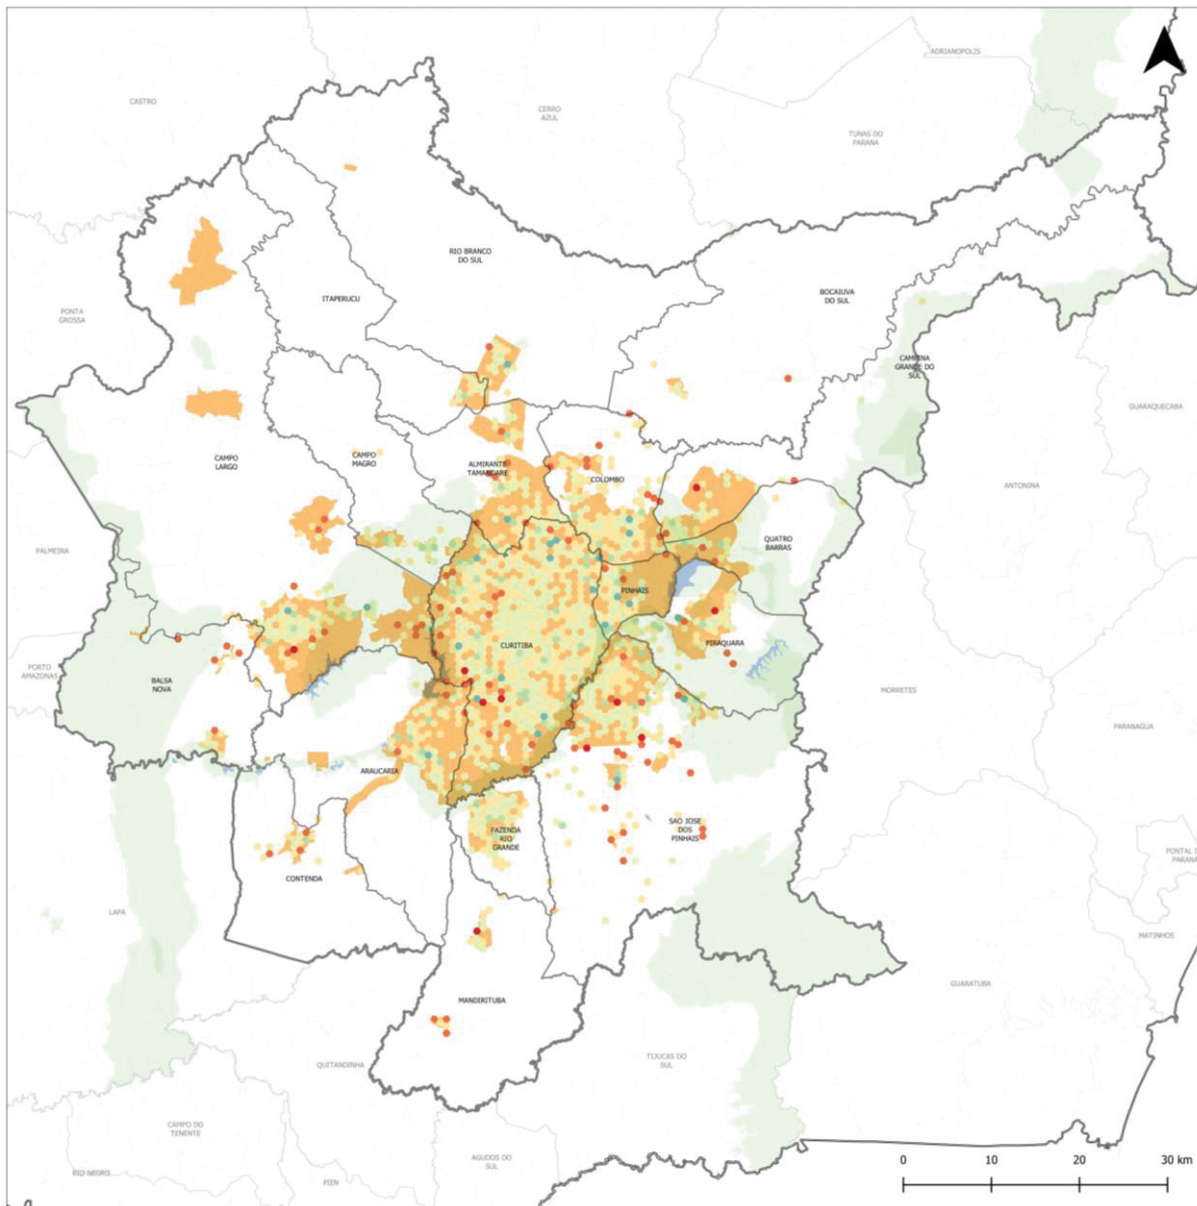 ADRIANOPOLIS
CASTRO
CERRO
AZUL
TUNAS DO
PARANA
RIO BRANCO
DO SUL
ITAPERUCU
BOCAIUVA
DO SUL
PONTA
GROSSA
CAMPINA
GRANDE DO
SUL
GUARAQUECABA
CAMPO
LARGO
CAMPO
MAGRO
ALMIRANTE
TAMANDARE
COLOMBO
ANTONINA
PALMEIRA
QUATRO
BARRAS
PINHAIS
CURITIBA
PIRAQUARA
PORTO
AMAZONAS
BALSA
NOVA
MORRETES
PARANAGUA
ARAUCARIA
FAZENDA
RIO
GRANDE
SAO JOSE
DOS
PINHAIS
CONTENDA
PONTAL D
PARANA
LAPA
MATINHOS
MANDIRITUBA
GUARATUBA
QUITANDINHA
TIJUCAS DO
SUL
CAMPO DO
TENENTE
AGUDOS DO
SUL
RIO NEGRO
PIEN
0 10 20 30 km